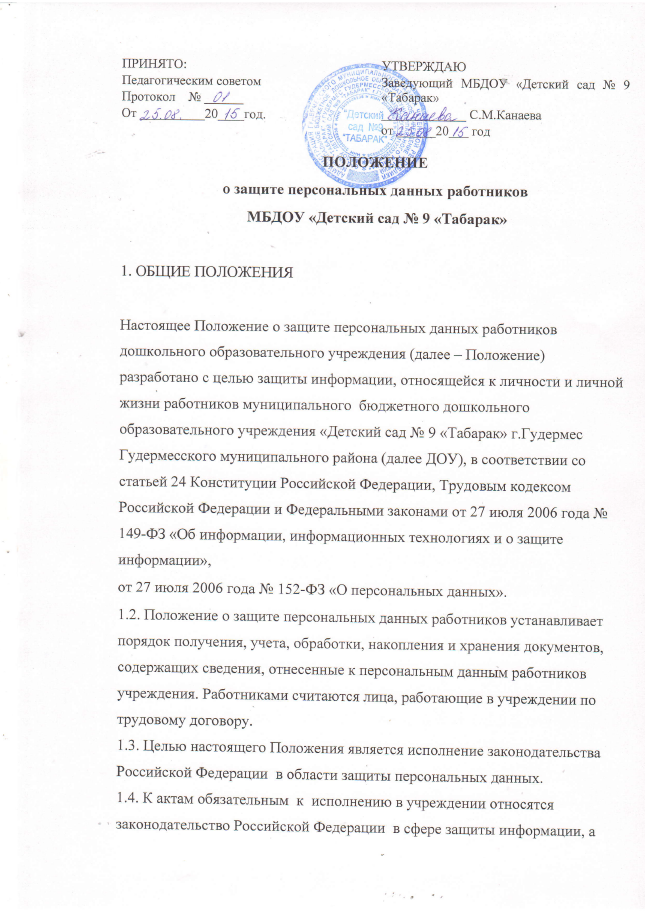 ПРИНЯТО:
Педагогическим советом
Протокол № 01
От 25.08. 2015 год.
УТВЕРЖДАЮ
Заведующий МБДОУ «Детский сад № 9
«Табарак»
Канаева С.М.Канаева
от 25.08 2015 год
"Детский
сад №9
"ТАБАРАК"
ПОЛОЖЕНИЕ
о защите персональных данных работников
МБДОУ «Детский сад № 9 «Табарак»
1. ОБЩИЕ ПОЛОЖЕНИЯ
Настоящее Положение о защите персональных данных работников
дошкольного образовательного учреждения (далее – Положение)
разработано с целью защиты информации, относящейся к личности и личной
жизни работников муниципального бюджетного дошкольного
образовательного учреждения «Детский сад № 9 «Табарак» г.Гудермес
Гудермесского муниципального района (далее ДОУ), в соответствии со
статьей 24 Конституции Российской Федерации, Трудовым кодексом
Российской Федерации и Федеральными законами от 27 июля 2006 года №
149-ФЗ «Об информации, информационных технологиях и о защите
информации»,
от 27 июля 2006 года № 152-ФЗ «О персональных данных».
1.2. Положение о защите персональных данных работников устанавливает
порядок получения, учета, обработки, накопления и хранения документов,
содержащих сведения, отнесенные к персональным данным работников
учреждения. Работниками считаются лица, работающие в учреждении по
трудовому договору.
1.3. Целью настоящего Положения является исполнение законодательства
Российской Федерации в области защиты персональных данных.
1.4. К актам обязательным к исполнению в учреждении относятся
законодательство Российской Федерации в сфере защиты информации, а